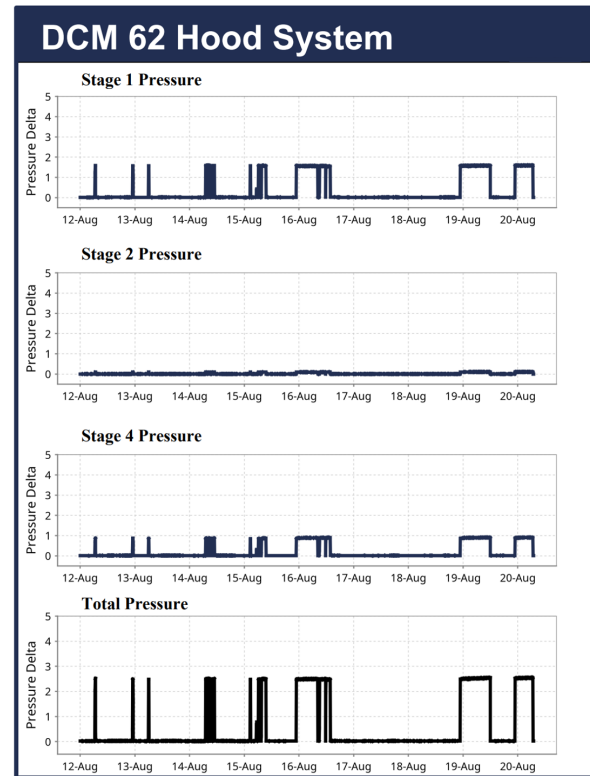 DCM 62 Hood System
Stage 1 Pressure
Pressure Delta
5
4
3
2
1
0
12-Aug 13-Aug 14-Aug 15-Aug 16-Aug 17-Aug 18-Aug 19-Aug 20-Aug
Stage 2 Pressure
Pressure Delta
5
4
3
2
1
0
12-Aug 13-Aug 14-Aug 15-Aug 16-Aug 17-Aug 18-Aug 19-Aug 20-Aug
Stage 4 Pressure
Pressure Delta
5
4
3
2
1
0
12-Aug 13-Aug 14-Aug 15-Aug 16-Aug 17-Aug 18-Aug 19-Aug 20-Aug
Total Pressure
Pressure Delta
5
4
3
2
1
0
12-Aug 13-Aug 14-Aug 15-Aug 16-Aug 17-Aug 18-Aug 19-Aug 20-Aug